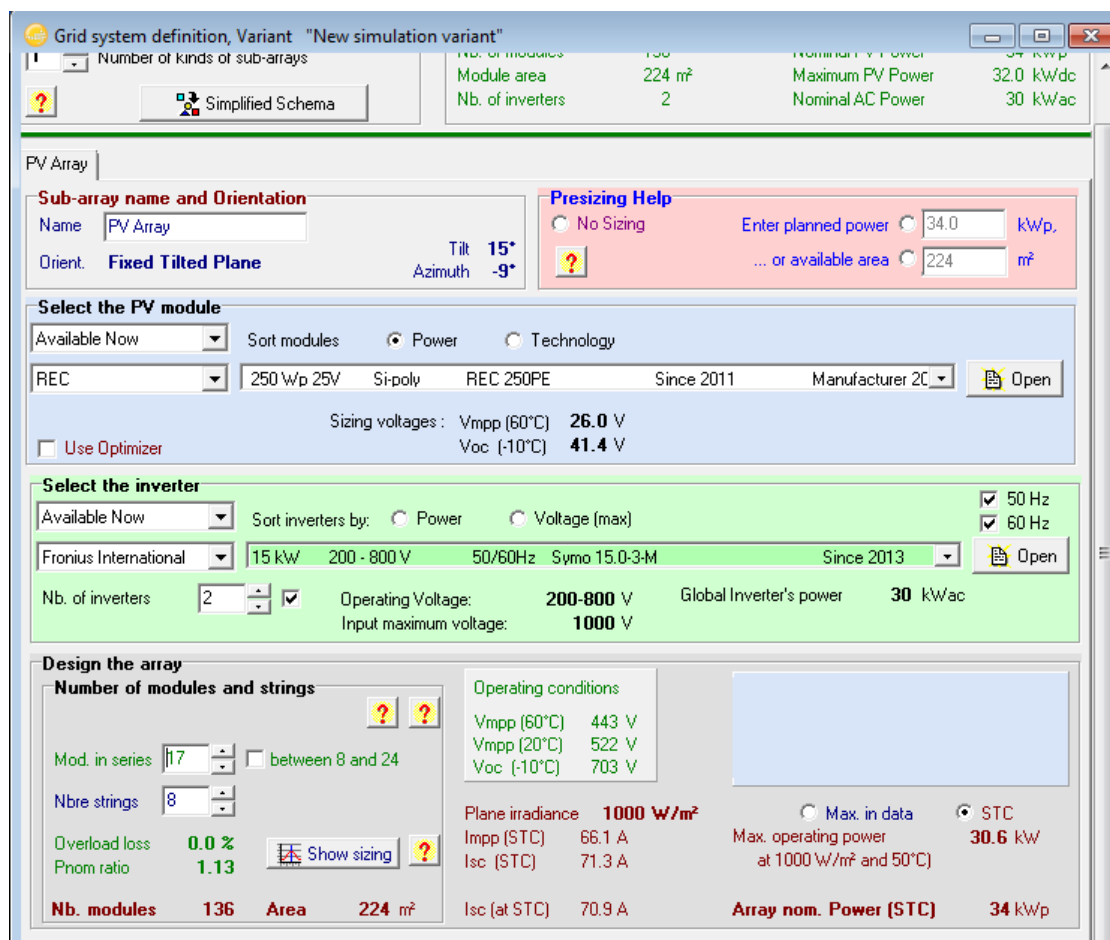 Grid system definition, Variant "New simulation variant"
1 Number of kinds of sub-arrays
Nb. of modules 136 Nominal PV Power 34 kWp
Module area 224 m² Maximum PV Power 32.0 kWdc
? Simplified Schema
Nb. of inverters 2 Nominal AC Power 30 kWac
PV Array
Sub-array name and Orientation
Name PV Array
Tilt 15°
Orient. Fixed Tilted Plane
Azimuth -9°
Presizing Help
No Sizing Enter planned power 34.0 kWp,
? ... or available area 224 m²
Select the PV module
Available Now Sort modules Power Technology
REC 250 Wp 25V Si-poly REC 250PE Since 2011 Manufacturer 20 Open
Sizing voltages : Vmpp (60°C) 26.0 V
Use Optimizer Voc (-10°C) 41.4 V
Select the inverter
50 Hz
Available Now Sort inverters by: Power Voltage (max)
60 Hz
Fronius International 15 kW 200 - 800 V 50/60Hz Symo 15.0-3-M Since 2013 Open
Nb. of inverters 2 Operating Voltage: 200-800 V Global Inverter's power 30 kWac
Input maximum voltage: 1000 V
Design the array
Number of modules and strings
? ?
Mod. in series 17 between 8 and 24
Nbre strings 8
Overload loss 0.0 %
Pnom ratio 1.13
Show sizing ?
Nb. modules 136 Area 224 m²
Operating conditions
Vmpp (60°C) 443 V
Vmpp (20°C) 522 V
Voc (-10°C) 703 V
Plane irradiance 1000 W/m²
Impp (STC) 66.1 A
Isc (STC) 71.3 A
Isc (at STC) 70.9 A
Max. in data STC
Max. operating power 30.6 kW
at 1000 W/m² and 50°C)
Array nom. Power (STC) 34 kWp